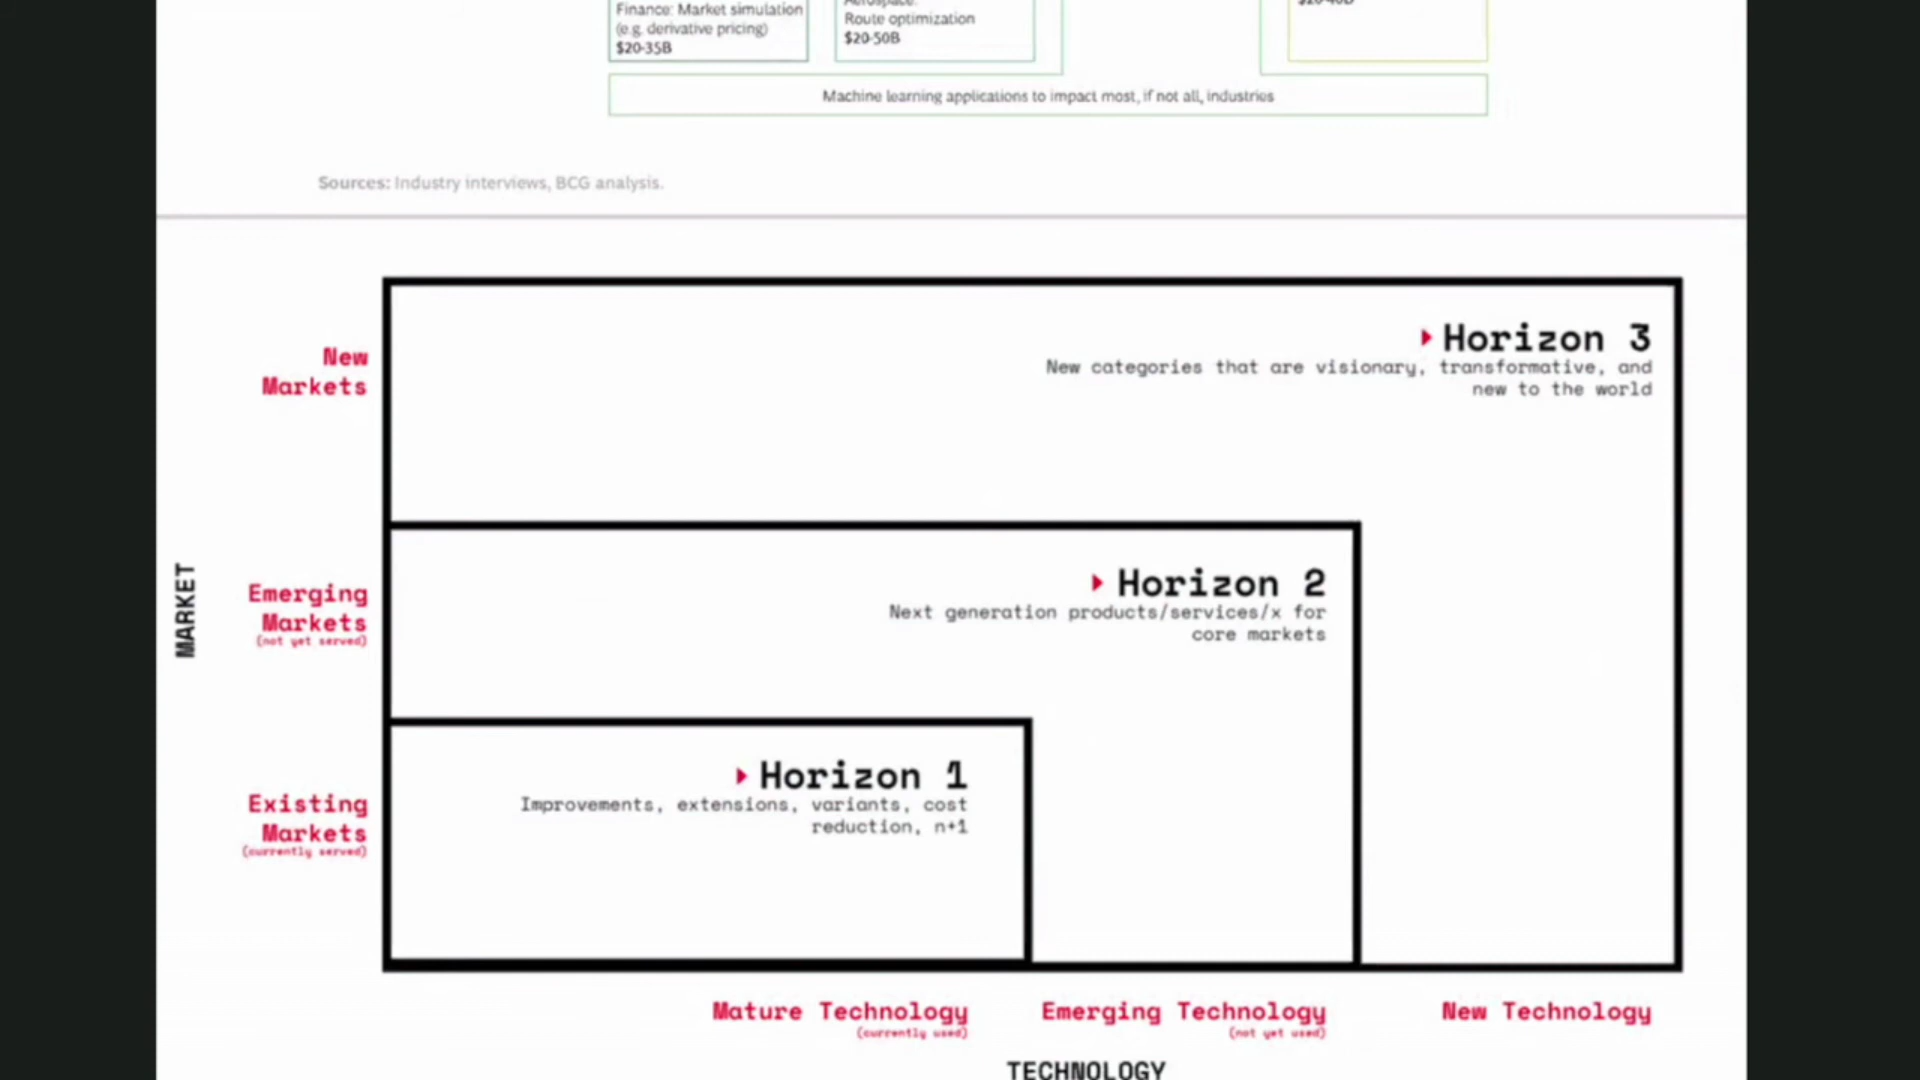 Finance: Market simulation
(e.g. derivative pricing)
$20-35B
Aerospace:
Route optimization
$20-50B
$20-40B
Machine learning applications to impact most, if not all, industries
Sources: Industry interviews, BCG analysis.
New
Markets
Horizon 3
New categories that are visionary, transformative, and
new to the world
MARKET
Emerging
Markets
(not yet served)
Horizon 2
Next generation products/services/x for
core markets
Existing
Markets
(currently served)
Horizon 1
Improvements, extensions, variants, cost
reduction, n+1
Mature Technology
(currently used)
Emerging Technology
(not yet used)
New Technology
TECHNOLOGY